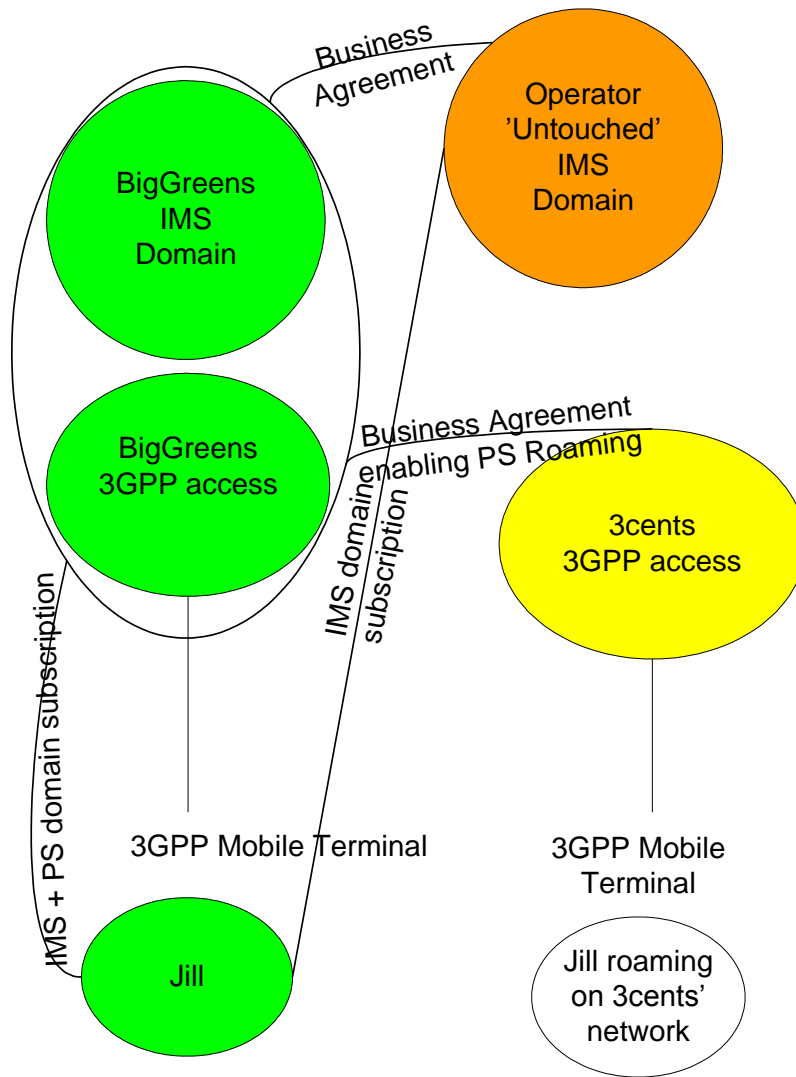 Business
Agreement
Operator
’Untouched’
IMS
Domain
BigGreens
IMS
Domain
BigGreens
3GPP access
Business Agreement
enabling PS Roaming
3cents
3GPP access
IMS domain
subscription
IMS + PS domain subscription
3GPP Mobile Terminal
3GPP Mobile
Terminal
Jill
Jill roaming
on 3cents’
network